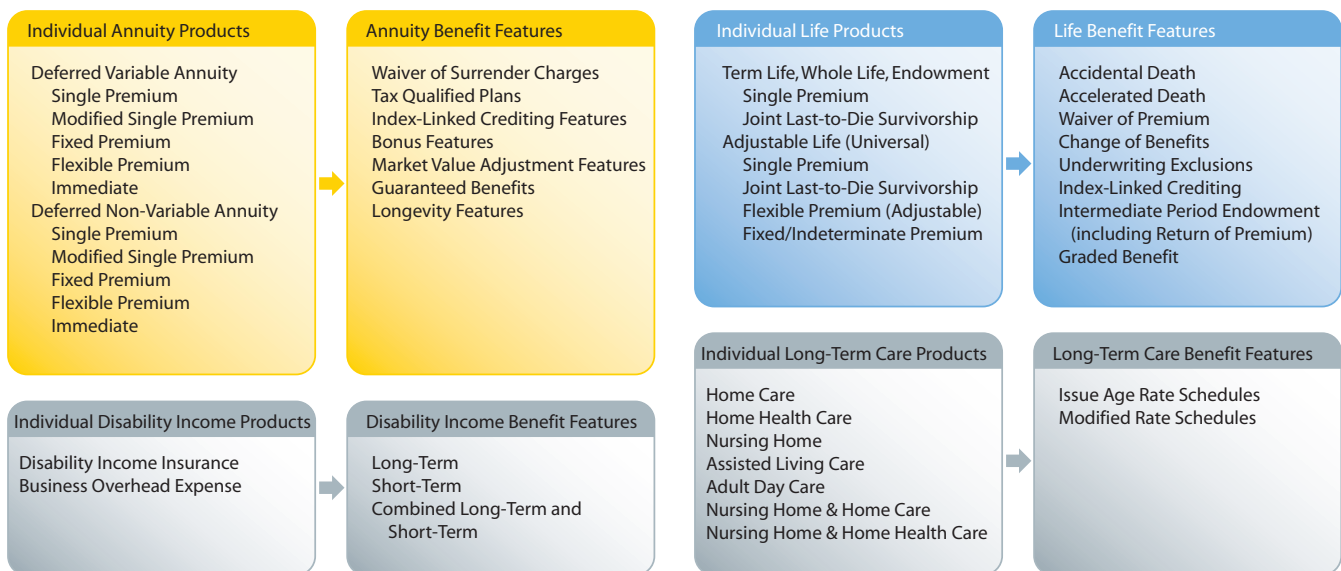 Individual Annuity Products
Deferred Variable Annuity
Single Premium
Modified Single Premium
Fixed Premium
Flexible Premium
Immediate
Deferred Non-Variable Annuity
Single Premium
Modified Single Premium
Fixed Premium
Flexible Premium
Immediate
Annuity Benefit Features
Waiver of Surrender Charges
Tax Qualified Plans
Index-Linked Crediting Features
Bonus Features
Market Value Adjustment Features
Guaranteed Benefits
Longevity Features
Individual Life Products
Term Life, Whole Life, Endowment
Single Premium
Joint Last-to-Die Survivorship
Adjustable Life (Universal)
Single Premium
Joint Last-to-Die Survivorship
Flexible Premium (Adjustable)
Fixed/Indeterminate Premium
Life Benefit Features
Accidental Death
Accelerated Death
Waiver of Premium
Change of Benefits
Underwriting Exclusions
Index-Linked Crediting
Intermediate Period Endowment
(including Return of Premium)
Graded Benefit
Individual Disability Income Products
Disability Income Insurance
Business Overhead Expense
Disability Income Benefit Features
Long-Term
Short-Term
Combined Long-Term and
Short-Term
Individual Long-Term Care Products
Home Care
Home Health Care
Nursing Home
Assisted Living Care
Adult Day Care
Nursing Home & Home Care
Nursing Home & Home Health Care
Long-Term Care Benefit Features
Issue Age Rate Schedules
Modified Rate Schedules